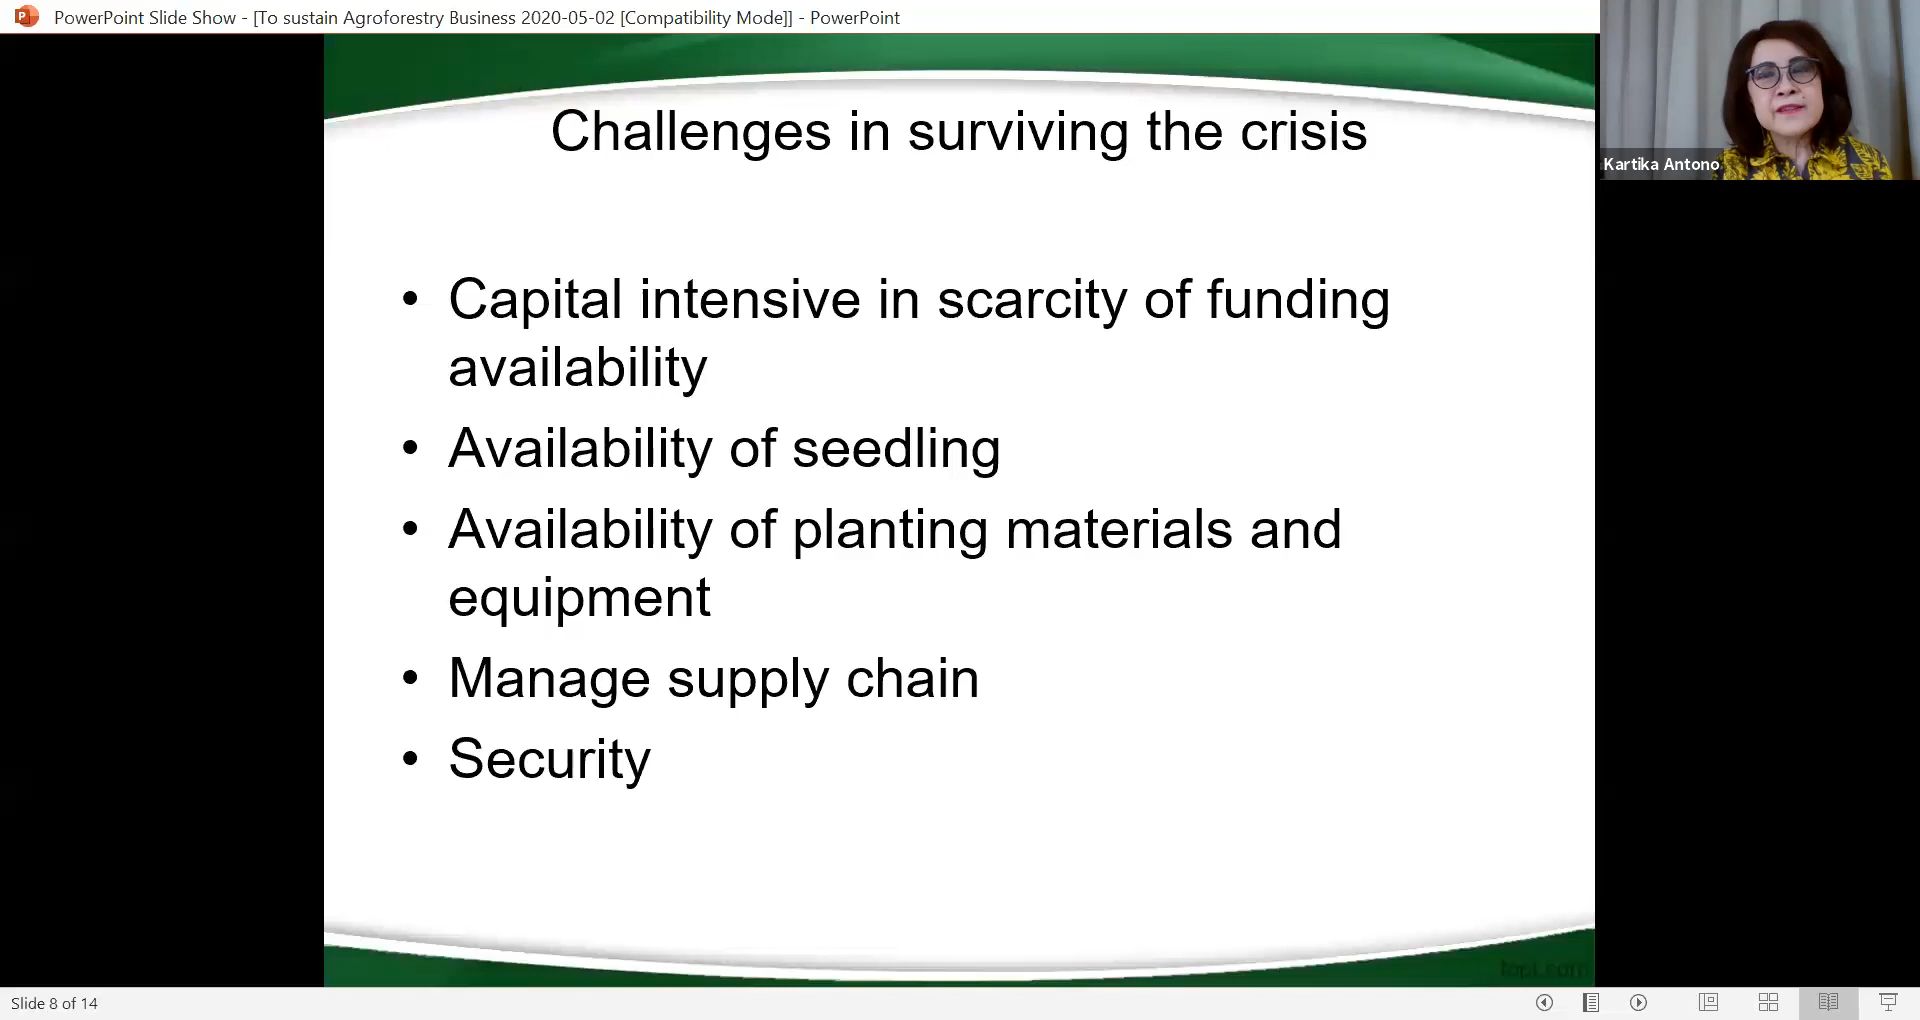 PowerPoint Slide Show - [To sustain Agroforestry Business 2020-05-02 [Compatibility Mode]] - PowerPoint
Kartika Antono
Challenges in surviving the crisis
• Capital intensive in scarcity of funding
availability
• Availability of seedling
• Availability of planting materials and
equipment
• Manage supply chain
• Security
Slide 8 of 14